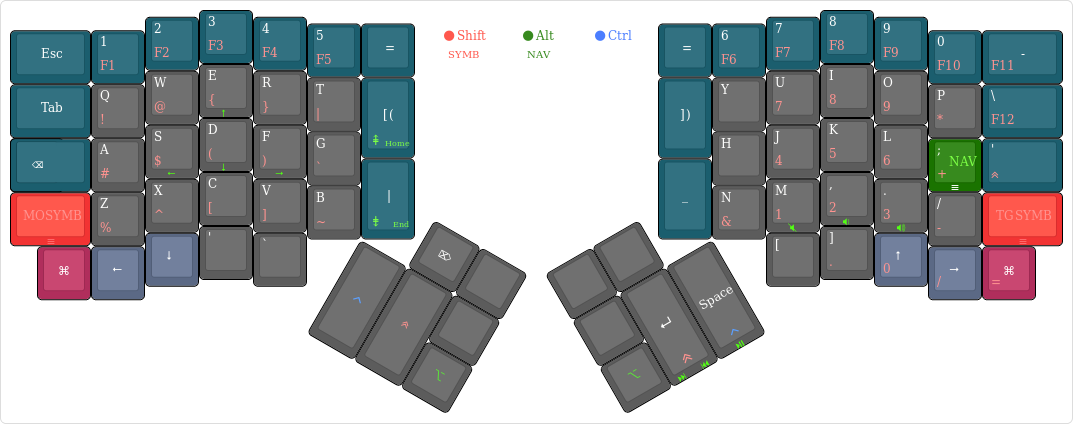 Esc
1
F1
2
F2
3
F3
4
F4
5
F5
=
Shift
SYMB
Alt
NAV
Ctrl
=
6
F6
7
F7
8
F8
9
F9
0
F10
-
F11
Tab
Q
!
W
@
E
{
↑
R
}
T
|
[(
⇞ Home
])
Y
U
7
I
8
O
9
P
*
\
F12
⌫
A
#
S
$
←
D
(
↓
F
)
→
G
`
H
J
4
K
5
L
6
;
NAV
+
'
MOSYMB
Z
%
X
^
C
[
V
]
B
~
|
⇟ End
_
N
&
M
1
,
2
.
3
/
-
TGSYMB
⌘
←
↓
'
`
[
]
.
↑
0
→
/
⌘
=
⌦
⌥
↵
Space
⌥